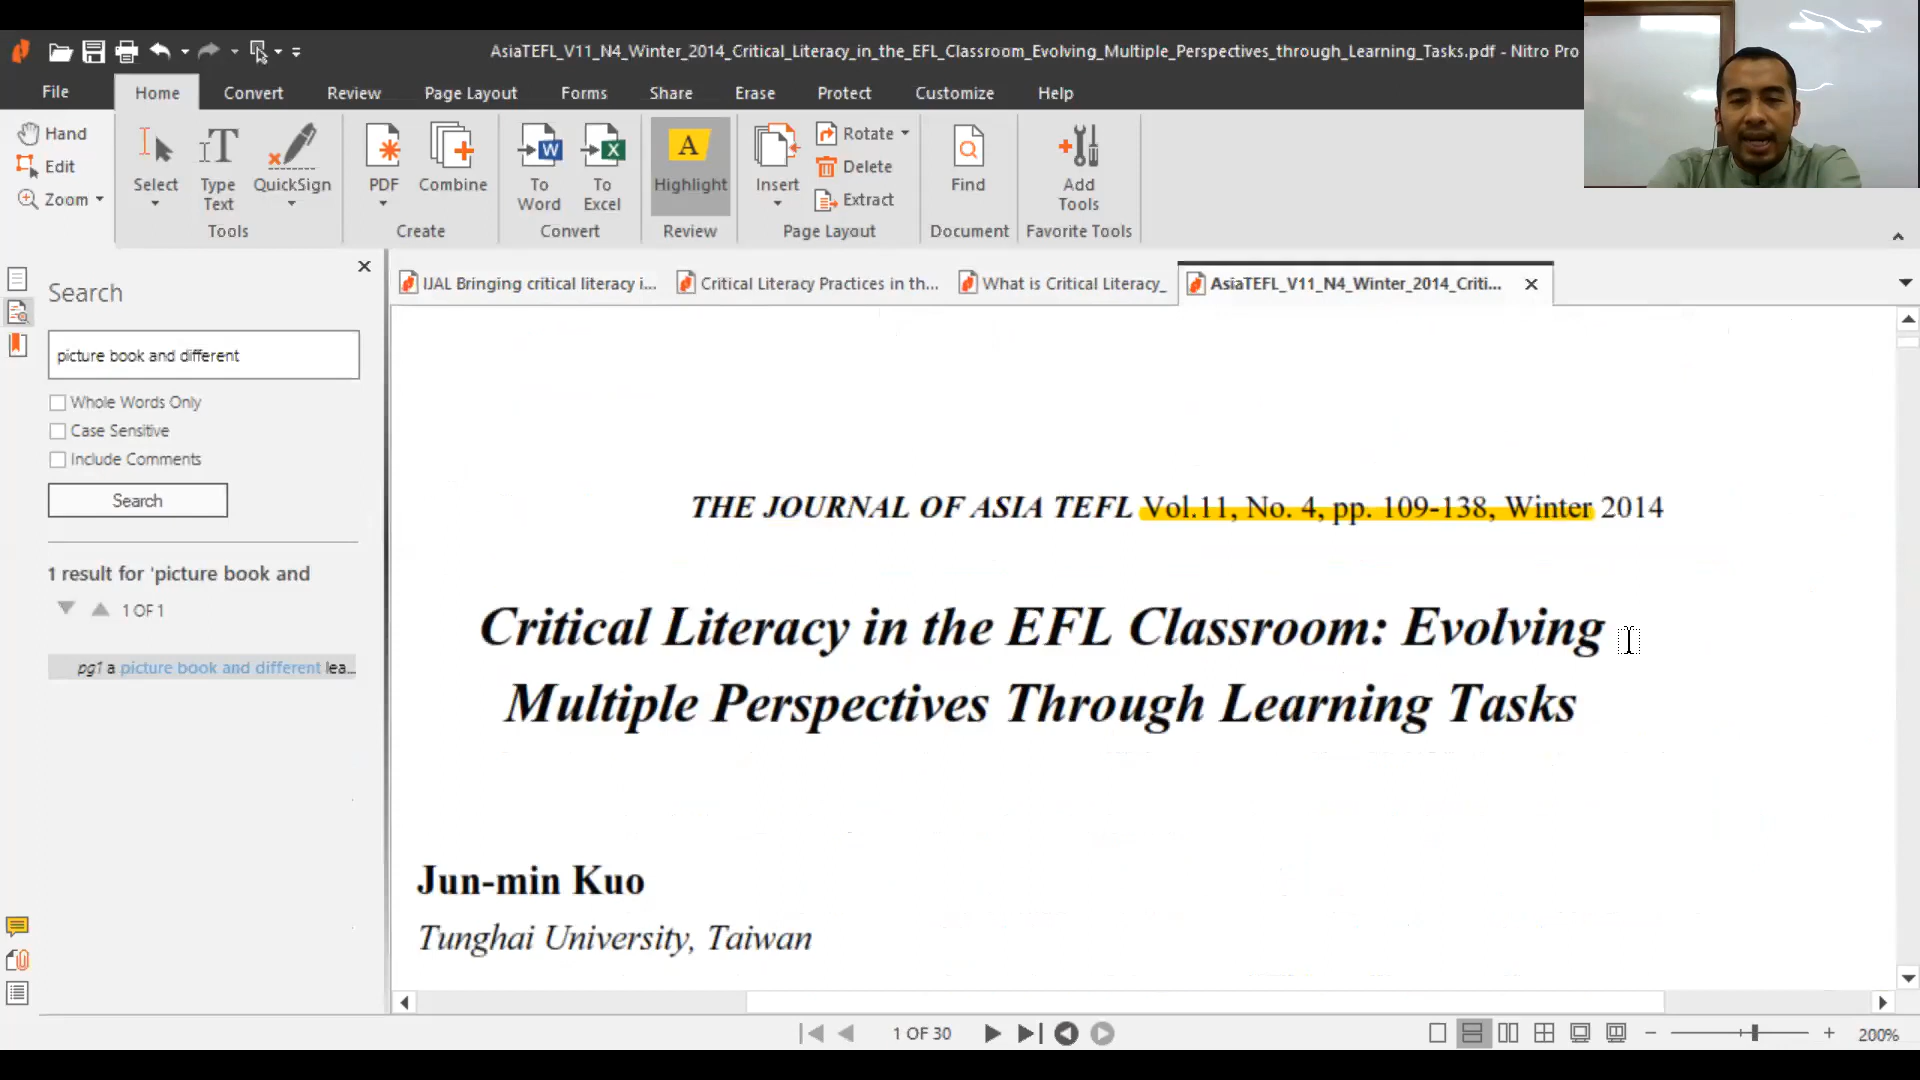 AsiaTEFL_V11_N4_Winter_2014_Critical_Literacy_in_the_EFL_Classroom_Evolving_Multiple_Perspectives_through_Learning_Tasks.pdf - Nitro Pro
File Home Convert Review Page Layout Forms Share Erase Protect Customize Help
Hand
Edit
Zoom
Select
Type Text
QuickSign
Tools
PDF
Combine
Create
To Word
To Excel
Convert
Highlight
Review
Insert
Rotate
Delete
Extract
Page Layout
Find
Document
Add Tools
Favorite Tools
IJAL Bringing critical literacy i...
Critical Literacy Practices in th...
What is Critical Literacy_
AsiaTEFL_V11_N4_Winter_2014_Criti...
Search
picture book and different
Whole Words Only
Case Sensitive
Include Comments
Search
1 result for 'picture book and
1 OF 1
pg1 a picture book and different lea...
THE JOURNAL OF ASIA TEFL Vol.11, No. 4, pp. 109-138, Winter 2014
Critical Literacy in the EFL Classroom: Evolving
Multiple Perspectives Through Learning Tasks
Jun-min Kuo
Tunghai University, Taiwan
1 OF 30
200%